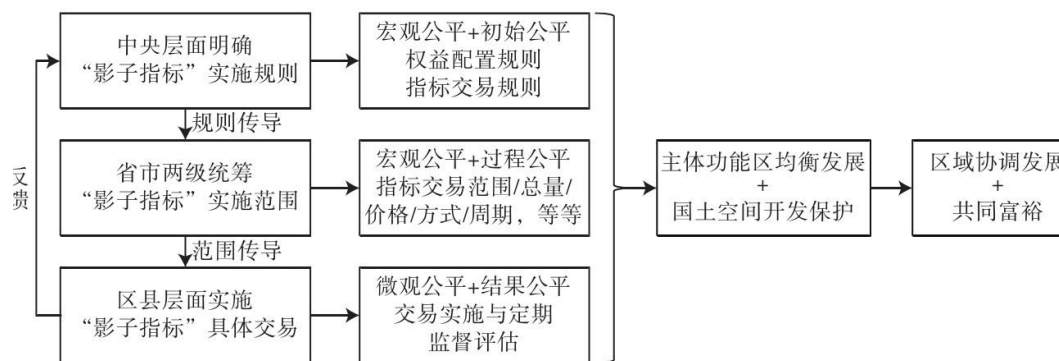 中央层面明确
“影子指标”实施规则
宏观公平+初始公平
权益配置规则
指标交易规则
规则传导
省市两级统筹
“影子指标”实施范围
宏观公平+过程公平
指标交易范围/总量/
价格/方式/周期，等等
范围传导
区县层面实施
“影子指标”具体交易
微观公平+结果公平
交易实施与定期
监督评估
反馈
主体功能区均衡发展
+
国土空间开发保护
区域协调发展
+
共同富裕